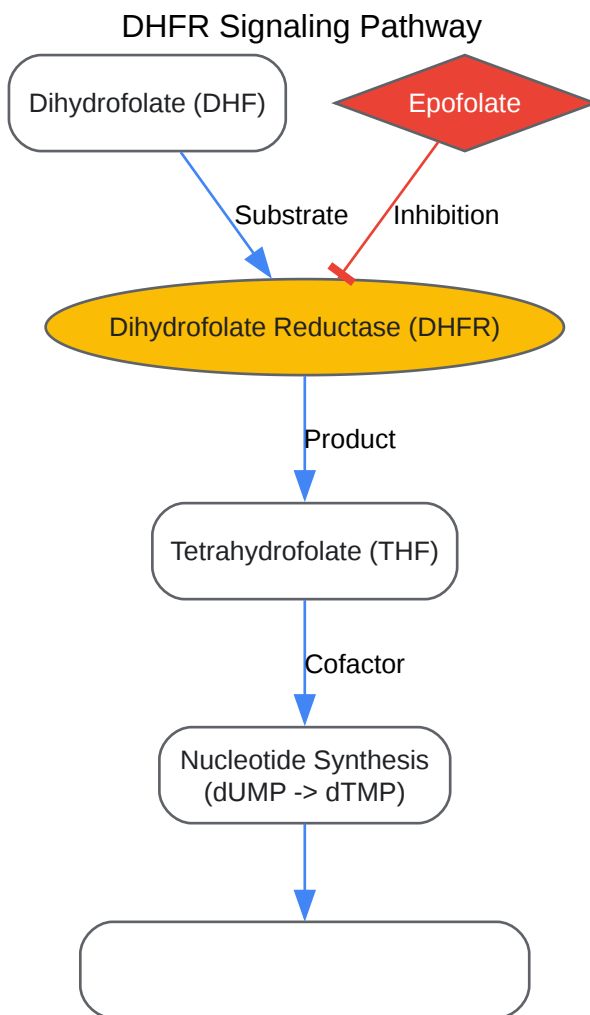 DHFR Signaling Pathway
Dihydrofolate (DHF)
Epofolate
Substrate
Inhibition
Dihydrofolate Reductase (DHFR)
Product
Tetrahydrofolate (THF)
Cofactor
Nucleotide Synthesis
(dUMP -> dTMP)